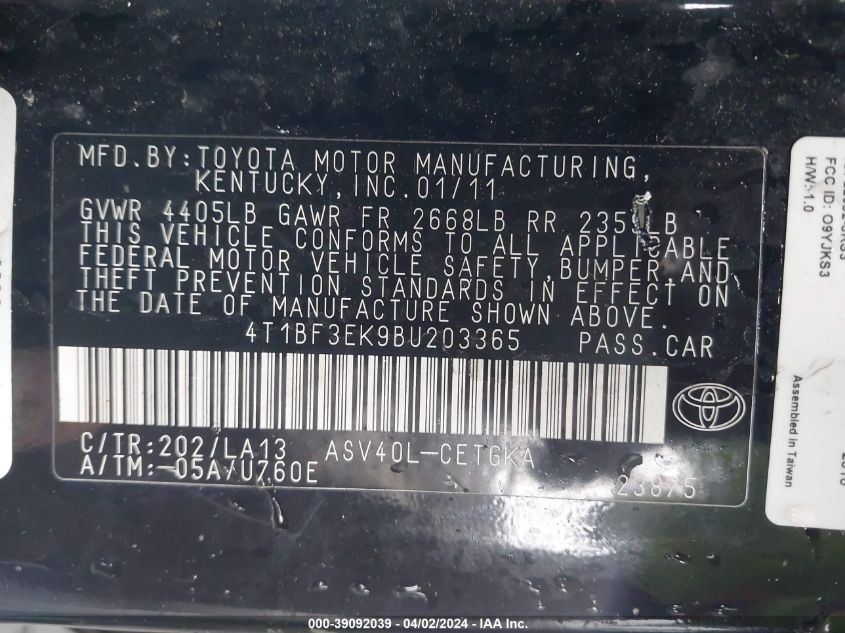 MFD.BY:TOYOTA MOTOR MANUFACTURING,
KENTUCKY,INC.01/11
GVWR 4405LB GAWR FR 2668LB RR
THIS VEHICLE CONFORMS TO ALL APPLICABLE
FEDERAL MOTOR VEHICLE SAFETY,BUMPER,AND
THEFT PREVENTION STANDARDS IN EFFECT ON
THE DATE OF MANUFACTURE SHOWN ABOVE.
4T1BF3EK9BU203365 PASS.CAR
C/TR:202/LA13 ASV40L-CETGKA
A/TM:-05A/U760E
23875
FCC ID: O9YJKS3
H/W: 1.0
Assembled in Taiwan
000-39092039 - 04/02/2024 - IAA Inc.